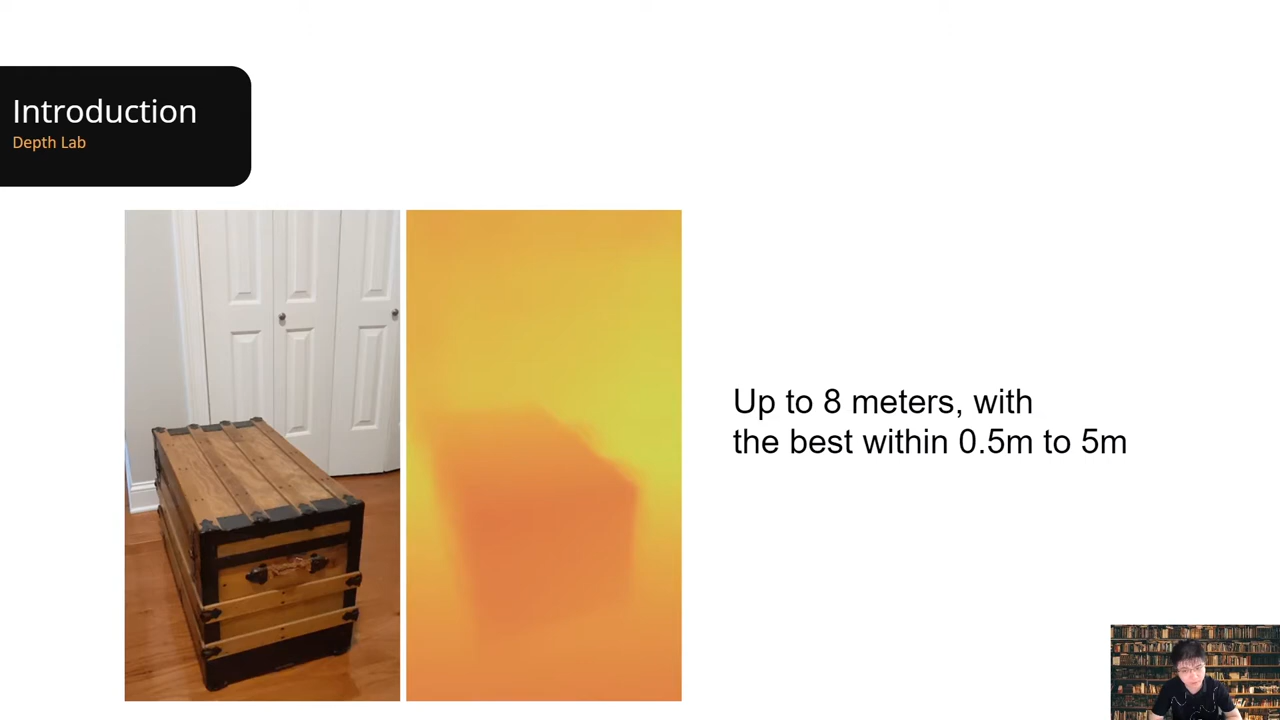 Introduction
Depth Lab
Up to 8 meters, with
the best within 0.5m to 5m